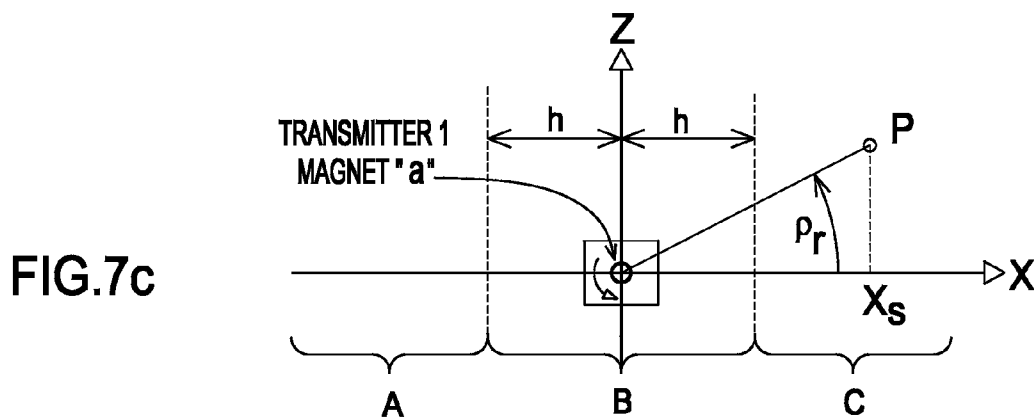 Z
h h
TRANSMITTER 1
MAGNET "a"
P
ρr
FIG.7c
X
Xs
A B C